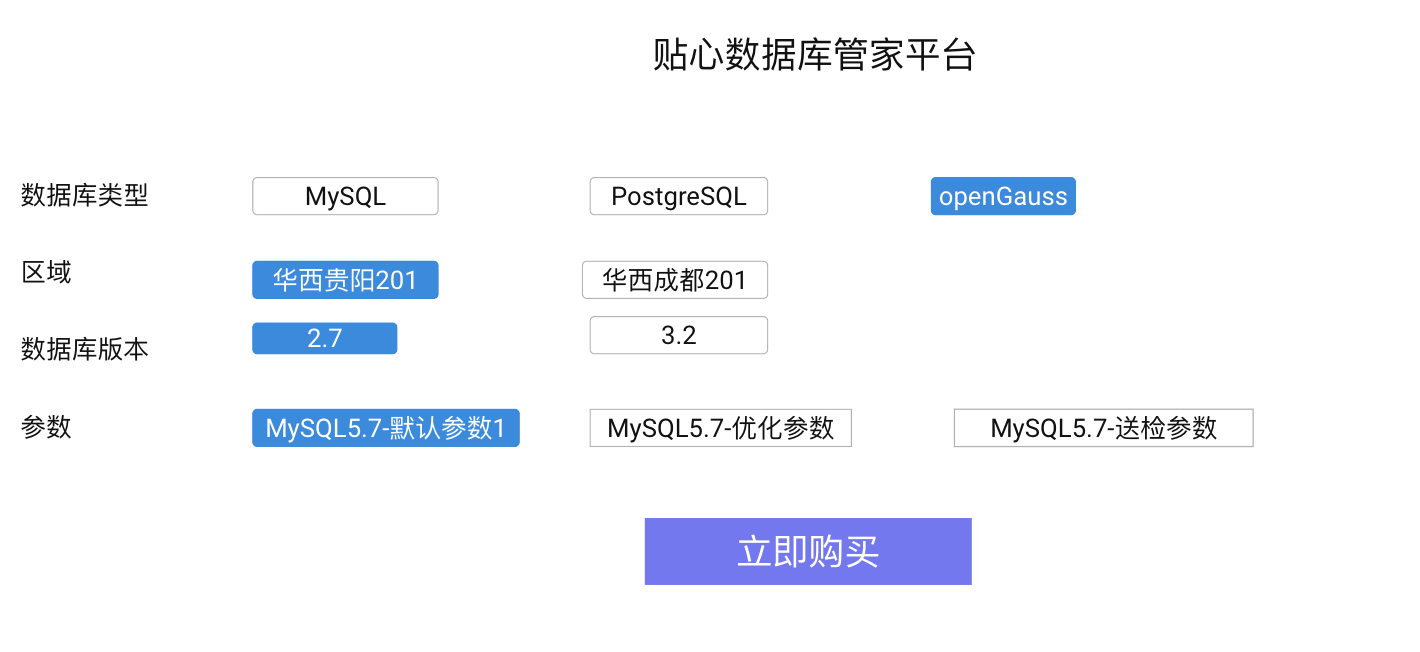 贴心数据库管家平台
数据库类型 MySQL PostgreSQL openGauss
区域 华西贵阳201 华西成都201
数据库版本 2.7 3.2
参数 MySQL5.7-默认参数1 MySQL5.7-优化参数 MySQL5.7-送检参数
立即购买